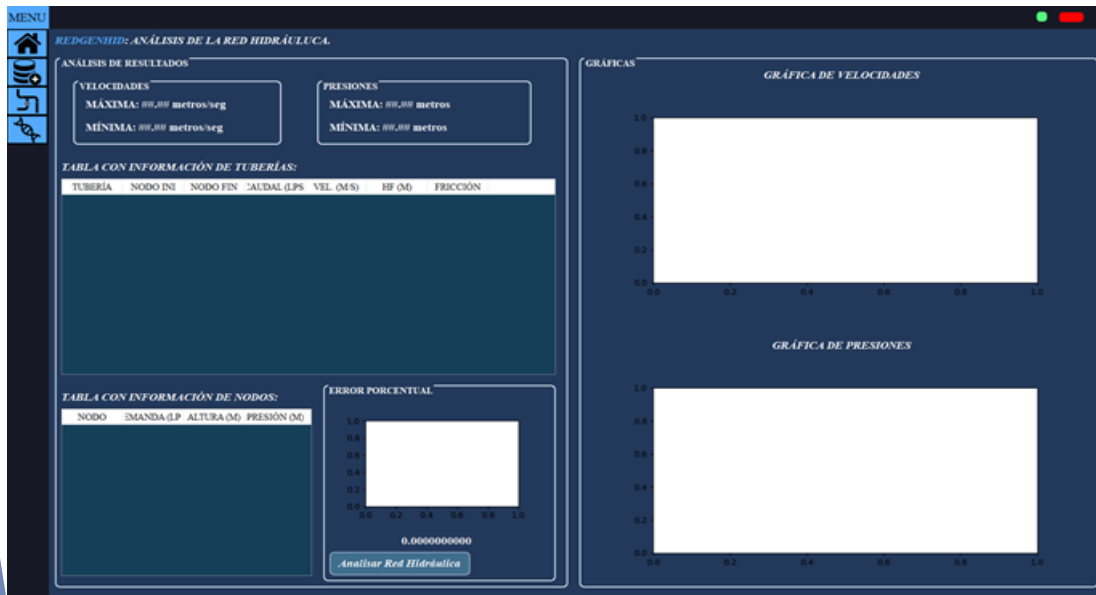 MENU
REDGENHID: ANÁLISIS DE LA RED HIDRÁULUCA.
ANÁLISIS DE RESULTADOS
VELOCIDADES
MÁXIMA: ##.## metros/seg
MÍNIMA: ##.## metros/seg
PRESIONES
MÁXIMA: ##.## metros
MÍNIMA: ##.## metros
TABLA CON INFORMACIÓN DE TUBERÍAS:
TUBERÍA NODO INI NODO FIN CAUDAL (LPS VEL. (M/S) HF (M) FRICCIÓN
TABLA CON INFORMACIÓN DE NODOS:
NODO EMANDA (LP ALTURA (M) PRESIÓN (M)
ERROR PORCENTUAL
1.0
0.8
0.6
0.4
0.2
0.0
0.0 0.2 0.4 0.6 0.8 1.0
0.0000000000
Analisar Red Hidráulica
GRÁFICAS
GRÁFICA DE VELOCIDADES
1.0
0.8
0.6
0.4
0.2
0.0
0.0 0.2 0.4 0.6 0.8 1.0
GRÁFICA DE PRESIONES
1.0
0.8
0.6
0.4
0.2
0.0
0.0 0.2 0.4 0.6 0.8 1.0